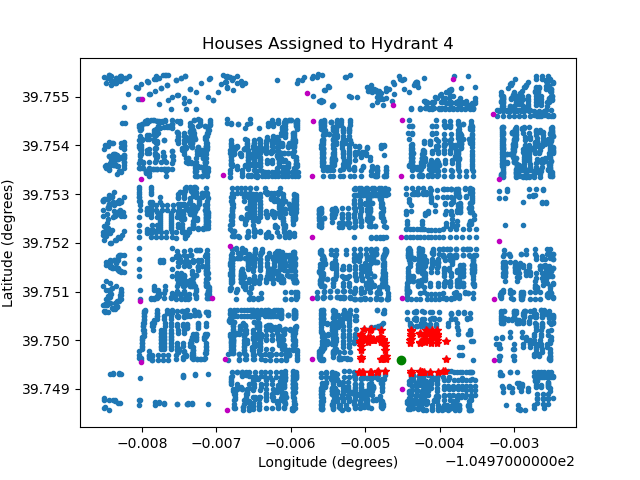 Houses Assigned to Hydrant 4
39.755
39.754
39.753
39.752
39.751
39.750
39.749
Latitude (degrees)
−0.008 −0.007 −0.006 −0.005 −0.004 −0.003
Longitude (degrees)
−1.04970000000e2